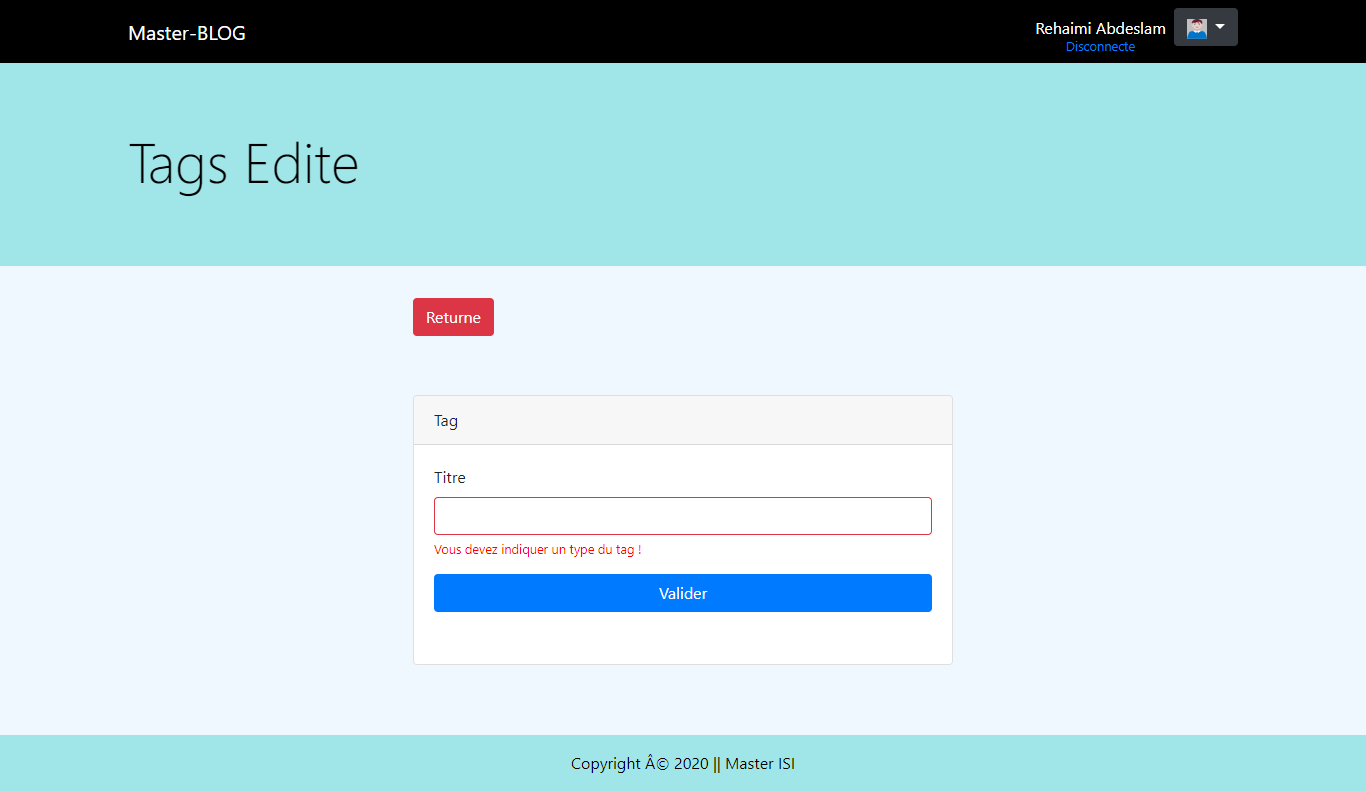 Master-BLOG
Rehaimi Abdeslam
Disconnecte
Tags Edite
Returne
Tag
Titre
Vous devez indiquer un type du tag !
Valider
Copyright Â© 2020 || Master ISI